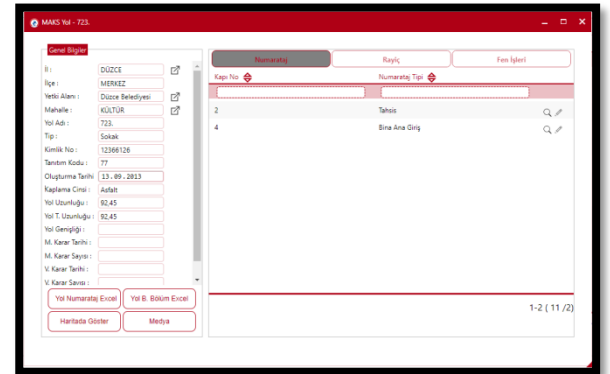 MAKS Yol - 723.
Genel Bilgiler
İl : DÜZCE
İlçe : MERKEZ
Yetki Alanı : Düzce Belediyesi
Mahalle : KÜLTÜR
Yol Adı : 723.
Tip : Sokak
Kimlik No : 12366126
Tanıtım Kodu : 77
Oluşturma Tarihi 13.09.2013
Kaplama Cinsi : Asfalt
Yol Uzunluğu : 92,45
Yol T. Uzunluğu : 92,45
Yol Genişliği :
M. Karar Tarihi :
M. Karar Sayısı :
V. Karar Tarihi :
V. Karar Sayısı :
Yol Numarataj Excel Yol B. Bölüm Excel
Haritada Göster Medya
Numarataj Rayiç Fen İşleri
Kapı No Numarataj Tipi
2 Tahsis
4 Bina Ana Giriş
1-2 ( 11 /2)